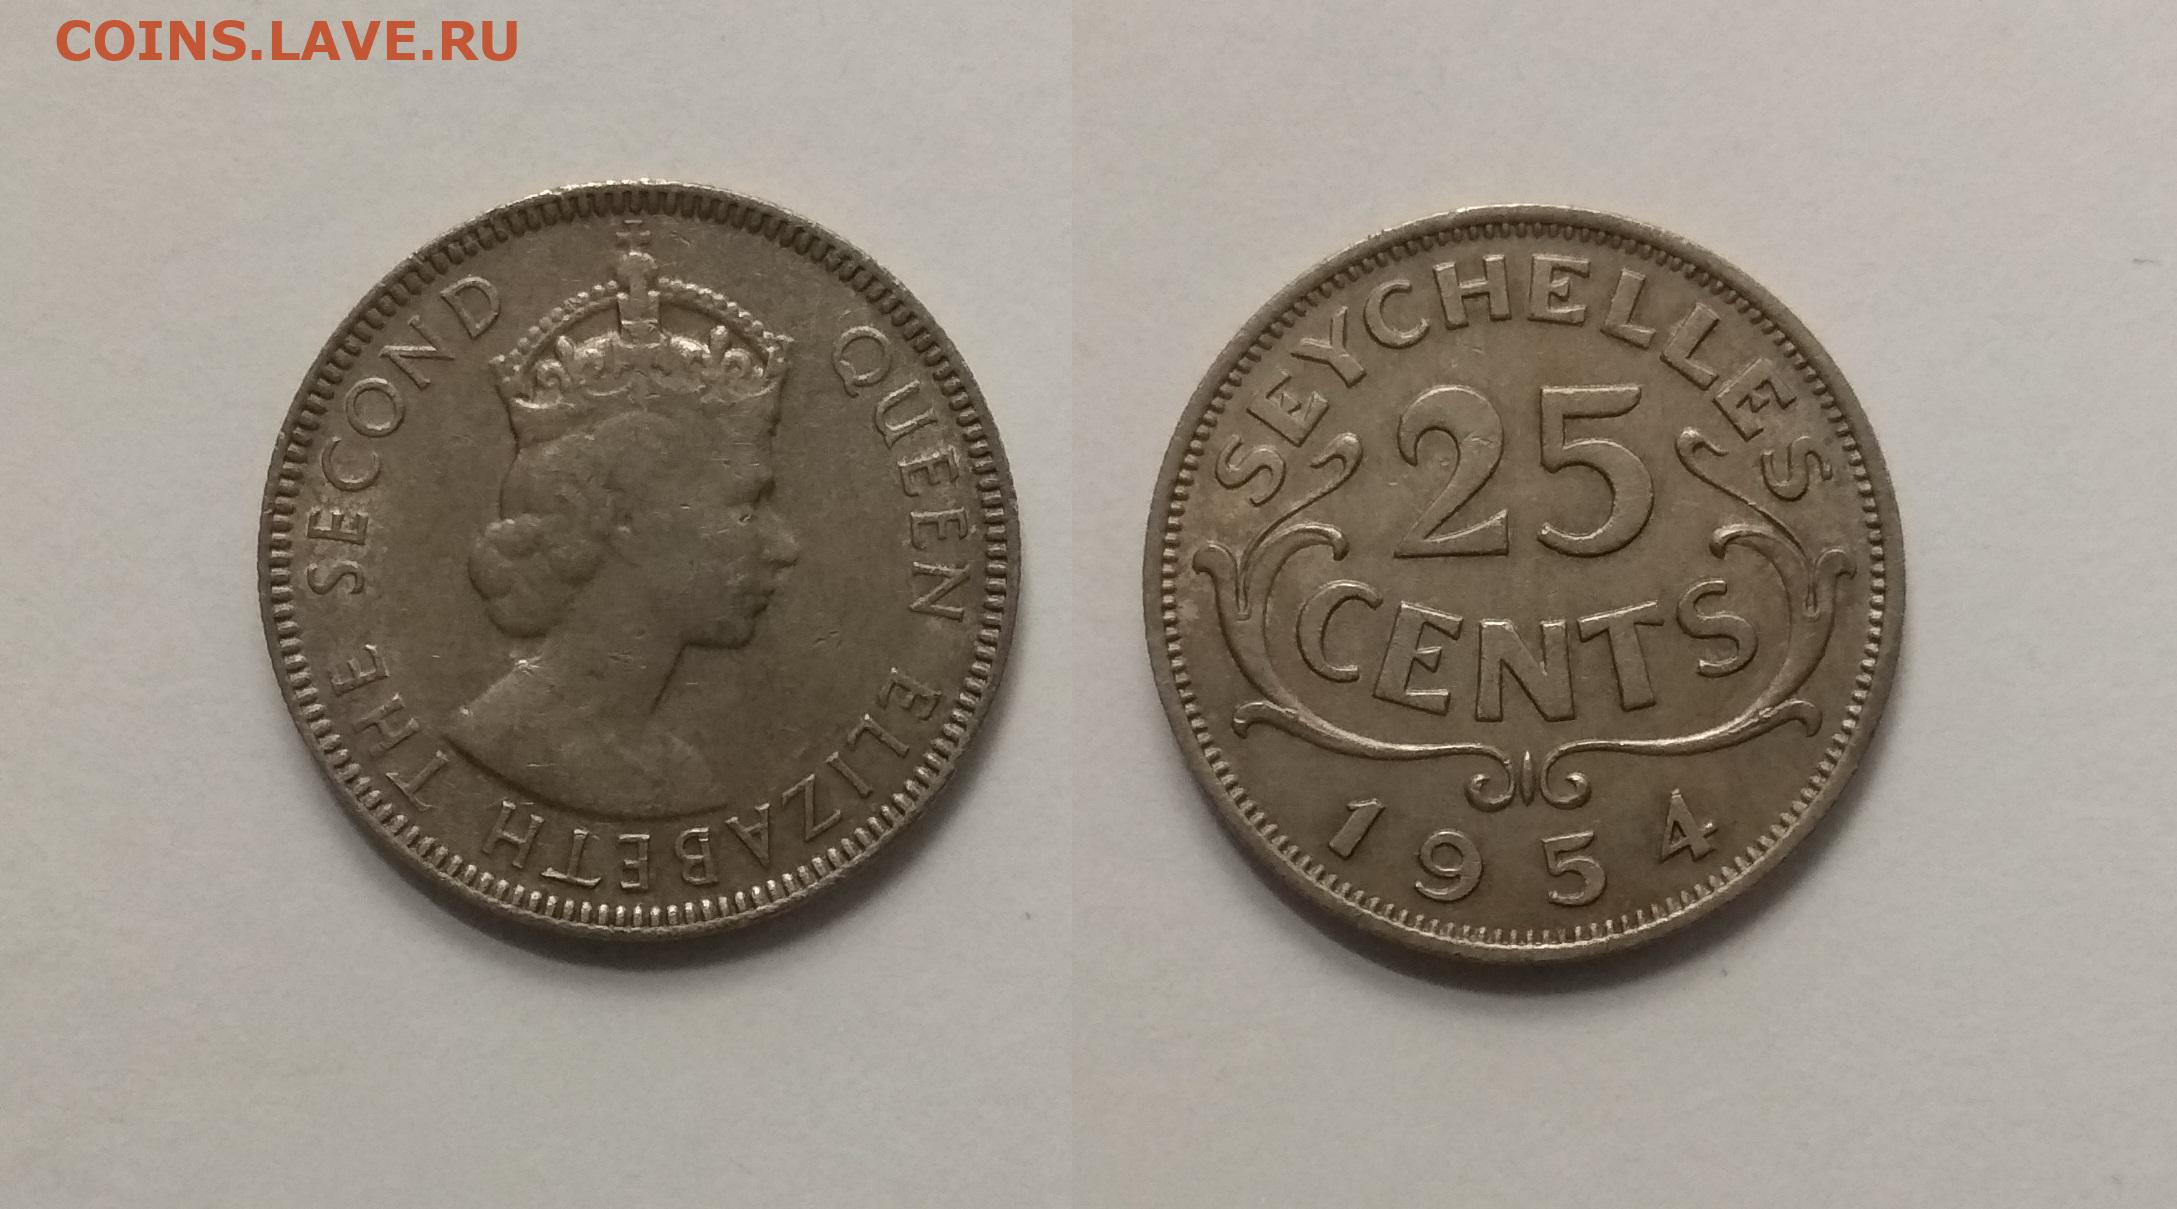 COINS.LAVE.RU
QUEEN ELIZABETH THE SECOND
SEYCHELLES
25
CENTS
1954